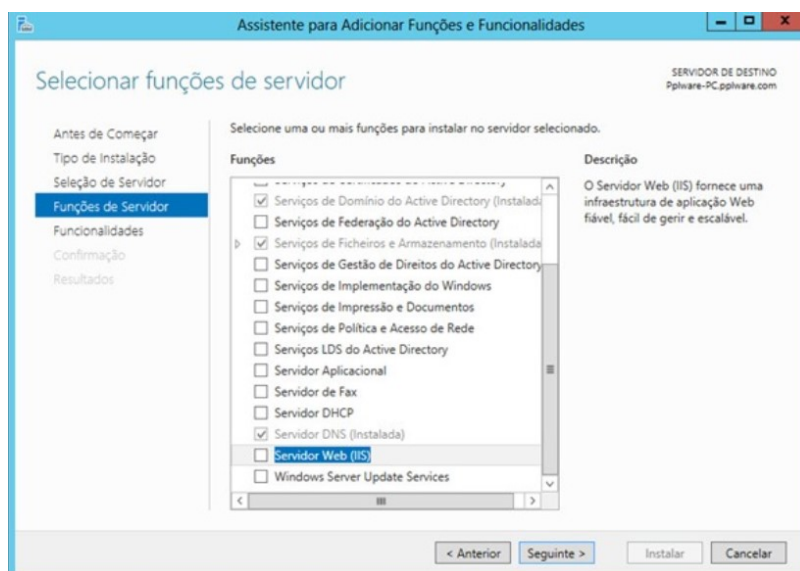 Assistente para Adicionar Funções e Funcionalidades
Selecionar funções de servidor
SERVIDOR DE DESTINO
Pplware-PC.pplware.com
Antes de Começar
Tipo de Instalação
Seleção de Servidor
Funções de Servidor
Funcionalidades
Confirmação
Resultados
Selecione uma ou mais funções para instalar no servidor selecionado.
Funções
Serviços de Domínio do Active Directory (Instalada
Serviços de Federação do Active Directory
Serviços de Ficheiros e Armazenamento (Instalada
Serviços de Gestão de Direitos do Active Directory
Serviços de Implementação do Windows
Serviços de Impressão e Documentos
Serviços de Política e Acesso de Rede
Serviços LDS do Active Directory
Servidor Aplicacional
Servidor de Fax
Servidor DHCP
Servidor DNS (Instalada)
Servidor Web (IIS)
Windows Server Update Services
Descrição
O Servidor Web (IIS) fornece uma
infraestrutura de aplicação Web
fiável, fácil de gerir e escalável.
< Anterior
Seguinte >
Instalar
Cancelar